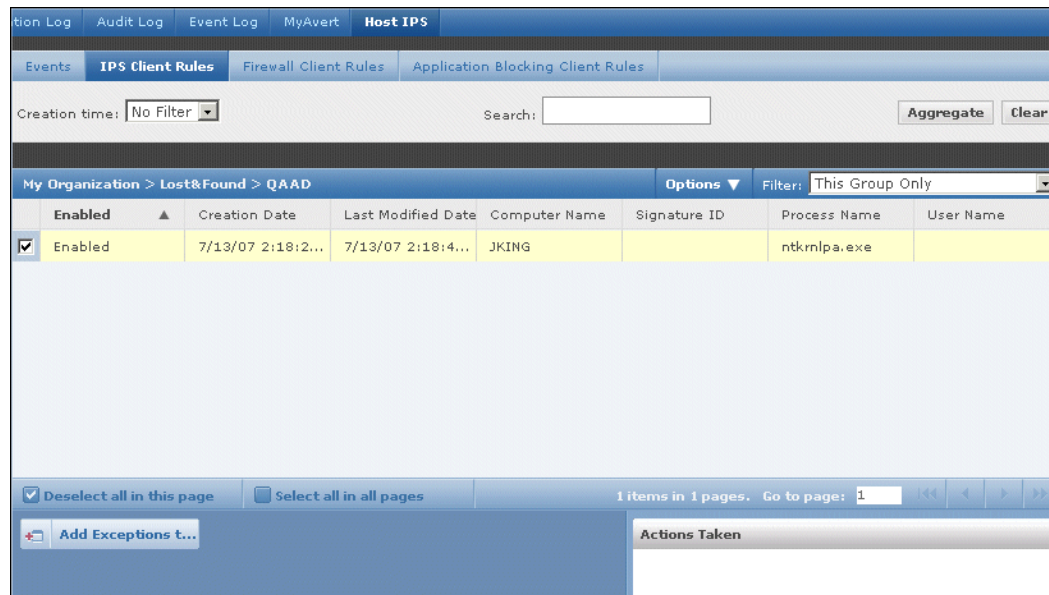 tion Log Audit Log Event Log MyAvert Host IPS
Events IPS Client Rules Firewall Client Rules Application Blocking Client Rules
Creation time: No Filter Search: Aggregate Clear
My Organization > Lost&Found > QAAD Options Filter: This Group Only
Enabled Creation Date Last Modified Date Computer Name Signature ID Process Name User Name
Enabled 7/13/07 2:18:2... 7/13/07 2:18:4... JKING ntkrnlpa.exe
Deselect all in this page Select all in all pages 1 items in 1 pages. Go to page: 1
Add Exceptions t... Actions Taken